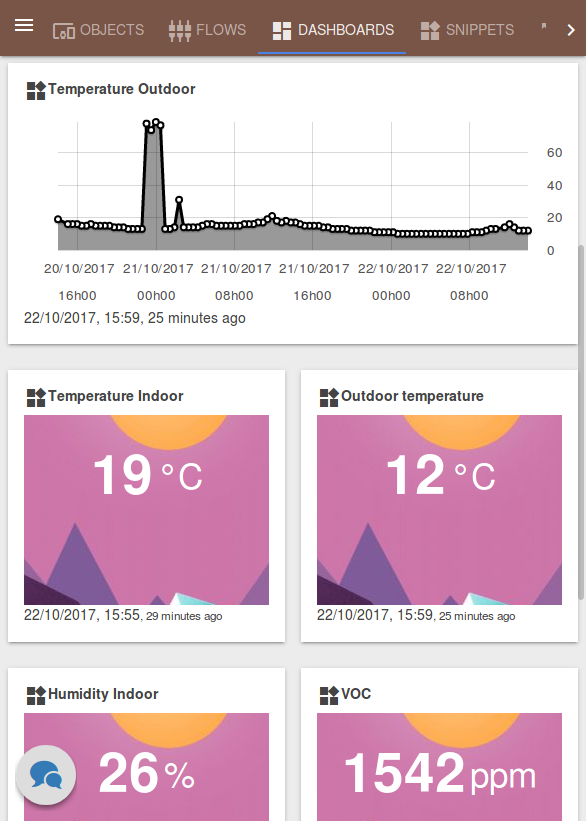 OBJECTS FLOWS DASHBOARDS SNIPPETS
Temperature Outdoor
60
40
20
0
20/10/2017 21/10/2017 21/10/2017 21/10/2017 22/10/2017 22/10/2017
16h00 00h00 08h00 16h00 00h00 08h00
22/10/2017, 15:59, 25 minutes ago
Temperature Indoor
19 °C
22/10/2017, 15:55, 29 minutes ago
Outdoor temperature
12 °C
22/10/2017, 15:59, 25 minutes ago
Humidity Indoor
26 %
VOC
1542 ppm